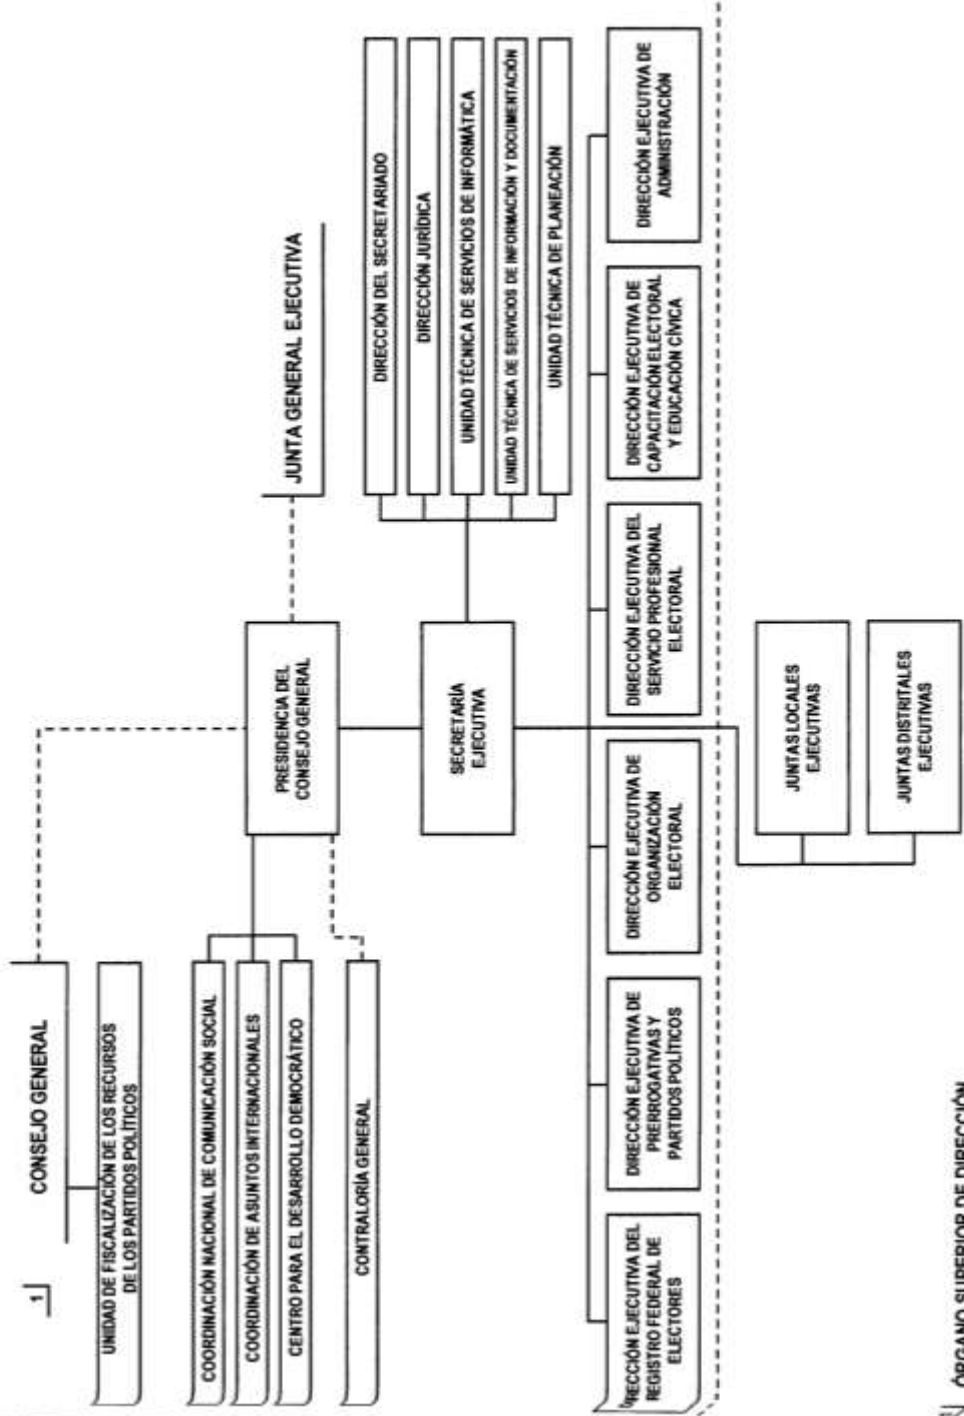 1
CONSEJO GENERAL
UNIDAD DE FISCALIZACIÓN DE LOS RECURSOS
DE LOS PARTIDOS POLÍTICOS
JUNTA GENERAL EJECUTIVA
PRESIDENCIA DEL
CONSEJO GENERAL
COORDINACIÓN NACIONAL DE COMUNICACIÓN SOCIAL
COORDINACIÓN DE ASUNTOS INTERNACIONALES
CENTRO PARA EL DESARROLLO DEMOCRÁTICO
CONTRALORÍA GENERAL
SECRETARÍA
EJECUTIVA
DIRECCIÓN DEL SECRETARIADO
DIRECCIÓN JURÍDICA
UNIDAD TÉCNICA DE SERVICIOS DE INFORMÁTICA
UNIDAD TÉCNICA DE SERVICIOS DE INFORMACIÓN Y DOCUMENTACIÓN
UNIDAD TÉCNICA DE PLANEACIÓN
RECCIÓN EJECUTIVA DEL
REGISTRO FEDERAL DE
ELECTORES
DIRECCIÓN EJECUTIVA DE
PRERROGATIVAS Y
PARTIDOS POLÍTICOS
DIRECCIÓN EJECUTIVA DE
ORGANIZACIÓN
ELECTORAL
DIRECCIÓN EJECUTIVA DEL
SERVICIO PROFESIONAL
ELECTORAL
DIRECCIÓN EJECUTIVA DE
CAPACITACIÓN ELECTORAL
Y EDUCACIÓN CÍVICA
DIRECCIÓN EJECUTIVA DE
ADMINISTRACIÓN
JUNTAS LOCALES
EJECUTIVAS
JUNTAS DISTRITALES
EJECUTIVAS
ÓRGANO SUPERIOR DE DIRECCIÓN